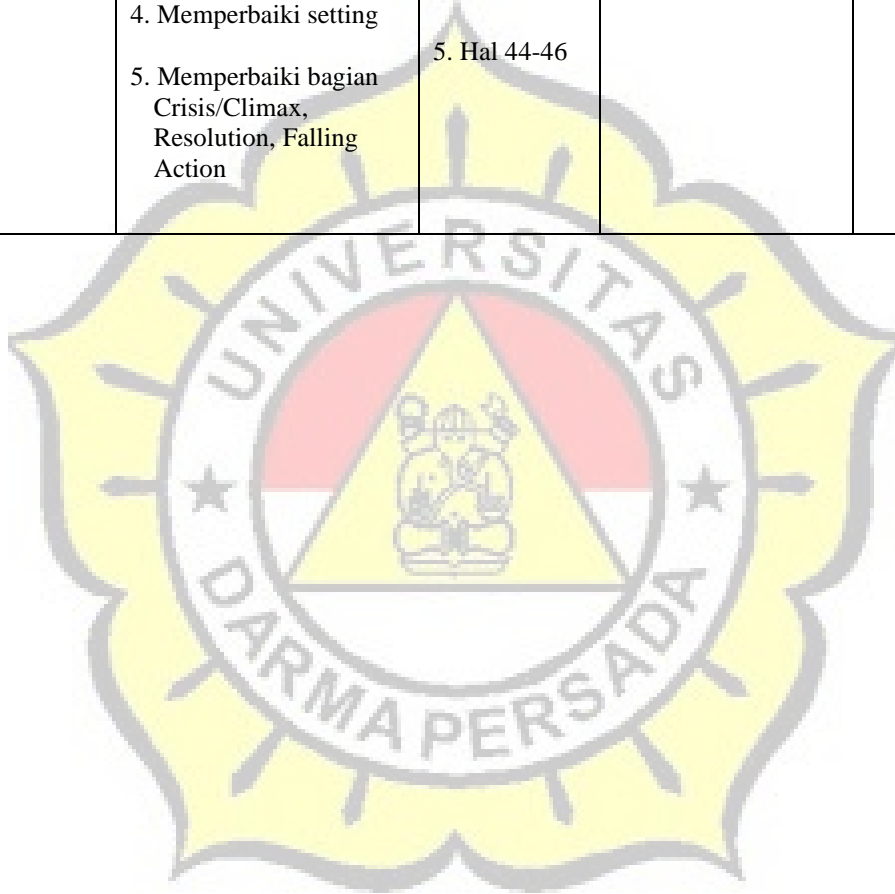 4. Memperbaiki setting
5. Hal 44-46
5. Memperbaiki bagian
Crisis/Climax,
Resolution, Falling
Action
UNIVERSITAS
DARMA PERSADA